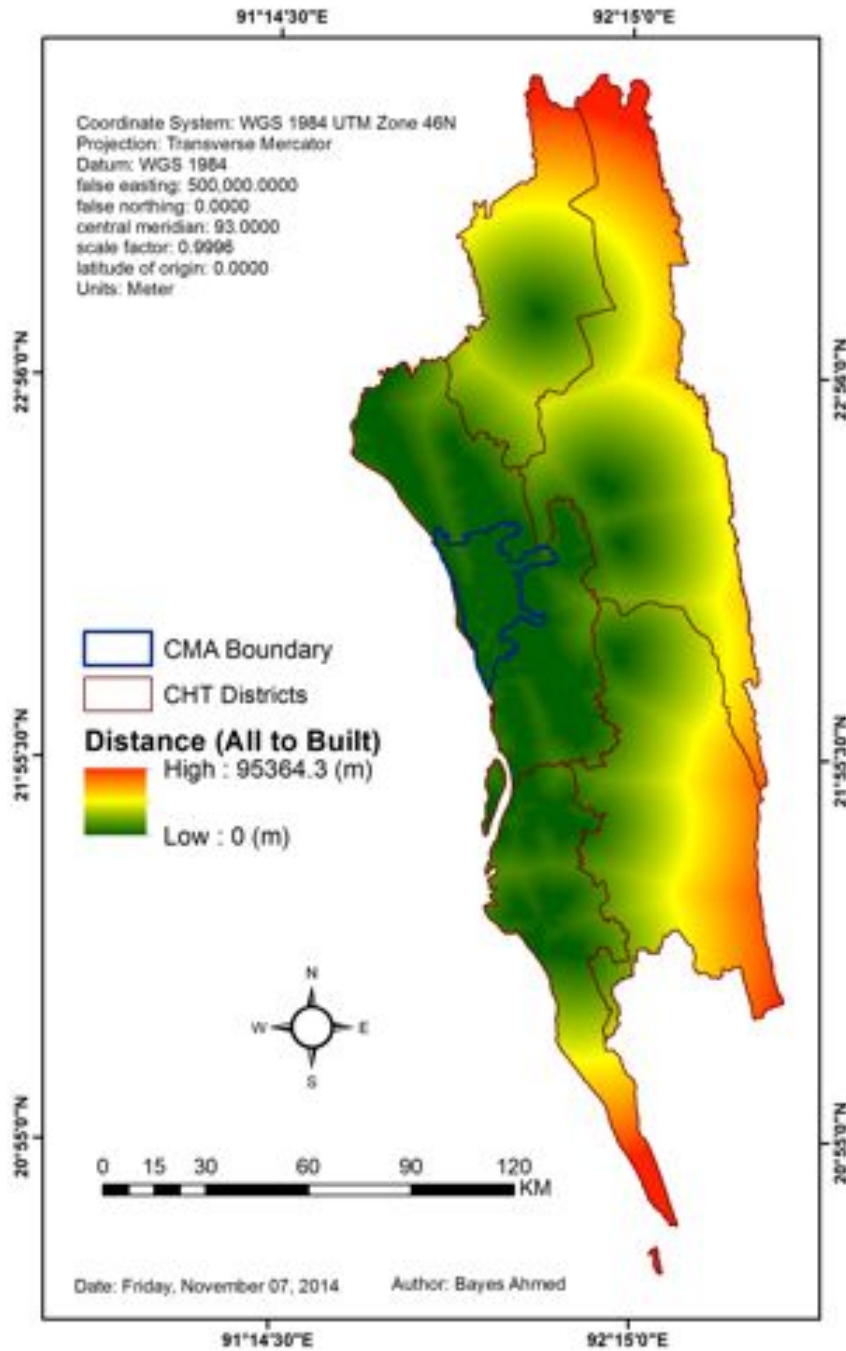 91°14'30"E
92°15'0"E
Coordinate System: WGS 1984 UTM Zone 46N
Projection: Transverse Mercator
Datum: WGS 1984
false easting: 500,000.0000
false northing: 0.0000
central meridian: 93.0000
scale factor: 0.9996
latitude of origin: 0.0000
Units: Meter
22°56'0"N
22°56'0"N
CMA Boundary
CHT Districts
Distance (All to Built)
High : 95364.3 (m)
Low : 0 (m)
21°55'30"N
21°55'30"N
N
W
E
S
20°55'0"N
20°55'0"N
0 15 30 60 90 120
KM
Date: Friday, November 07, 2014
Author: Bayes Ahmed
91°14'30"E
92°15'0"E